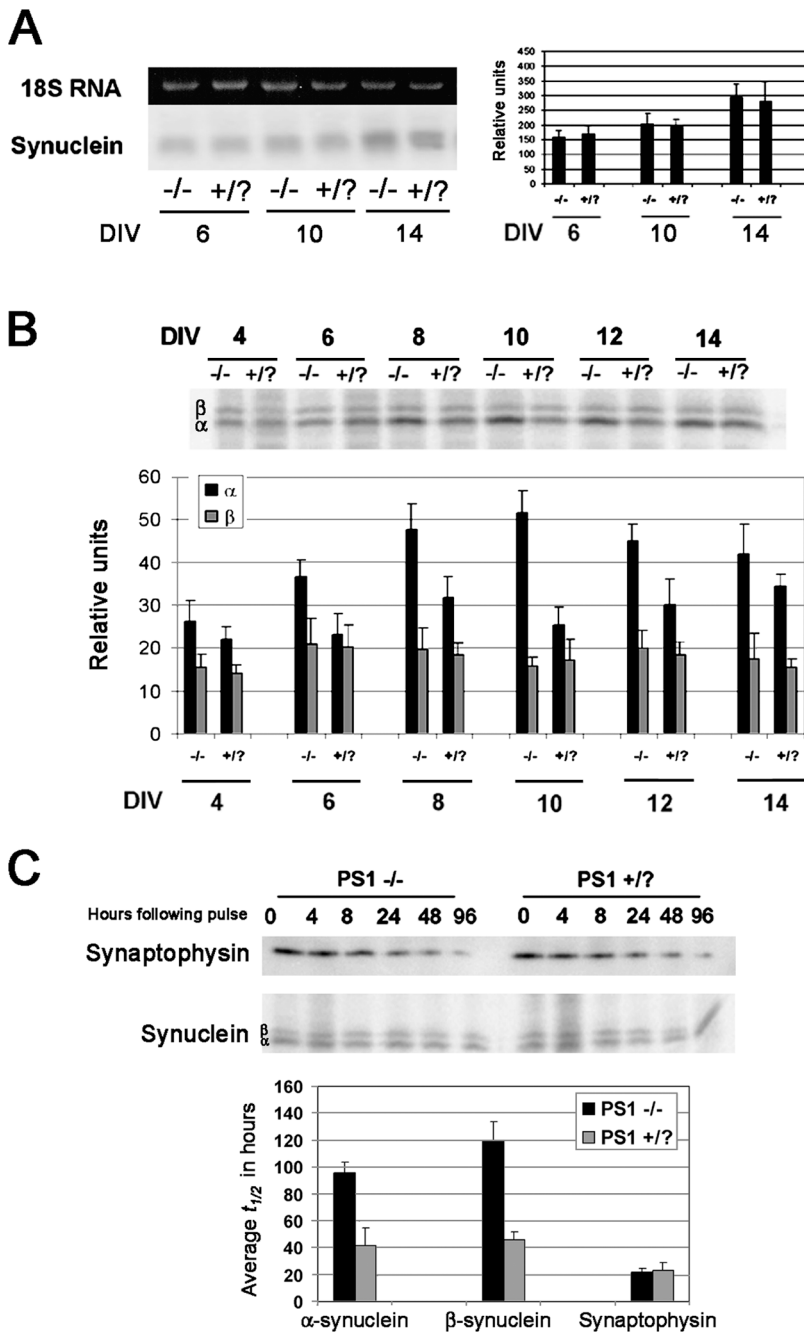 A
18S RNA
Synuclein
-/- +/? -/- +/? -/- +/?
DIV 6 10 14
Relative units
450
400
350
300
250
200
150
100
50
0
-/- +/? -/- +/? -/- +/?
DIV 6 10 14
B
DIV 4 6 8 10 12 14
-/- +/? -/- +/? -/- +/? -/- +/? -/- +/? -/- +/?
β
α
Relative units
60
50
40
30
20
10
0
α
β
-/- +/? -/- +/? -/- +/? -/- +/? -/- +/? -/- +/?
DIV 4 6 8 10 12 14
C
PS1 -/- PS1 +/?
Hours following pulse 0 4 8 24 48 96 0 4 8 24 48 96
Synaptophysin
Synuclein β
α
Average t1/2 in hours
160
140
120
100
80
60
40
20
0
PS1 -/-
PS1 +/?
α-synuclein β-synuclein Synaptophysin